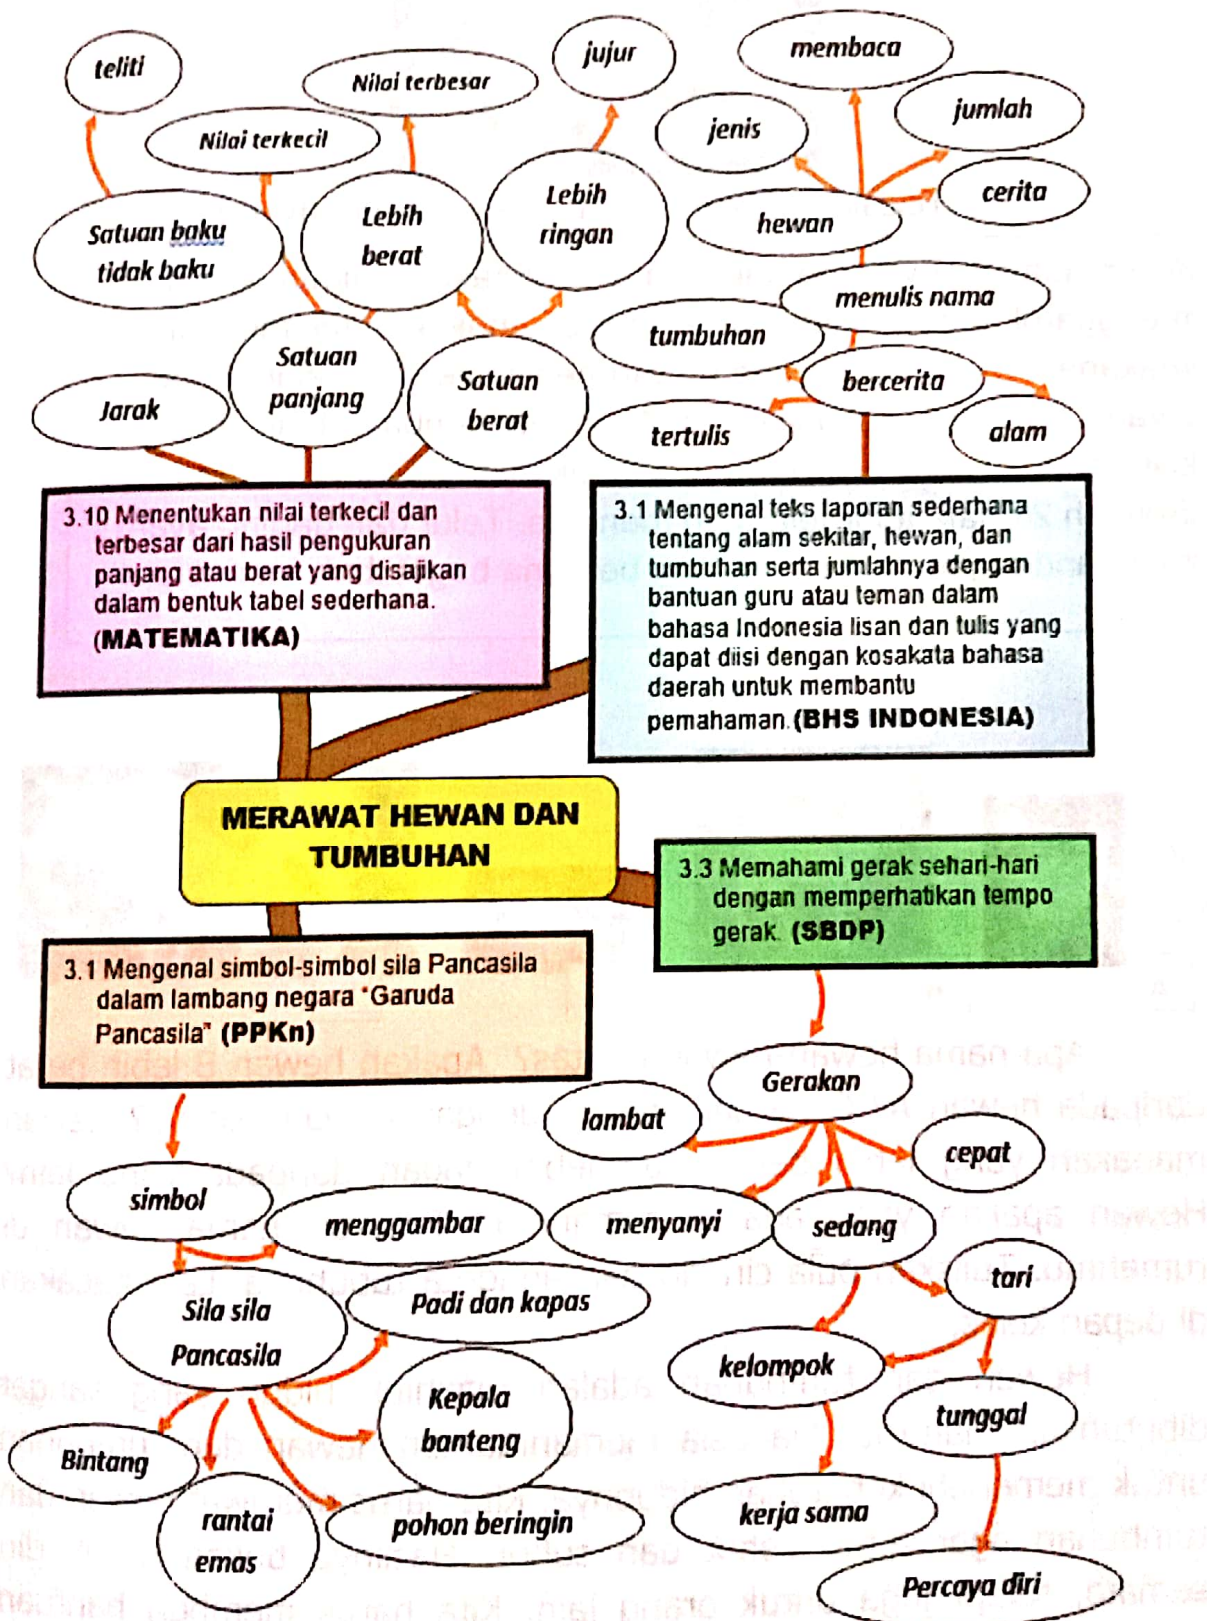 teliti
Nilai terbesar
jujur
membaca
Nilai terkecil
jenis
jumlah
Satuan baku
tidak baku
Lebih
berat
Lebih
ringan
hewan
cerita
menulis nama
tumbuhan
Jarak
Satuan
panjang
Satuan
berat
bercerita
tertulis
alam
3.10 Menentukan nilai terkecil dan
terbesar dari hasil pengukuran
panjang atau berat yang disajikan
dalam bentuk tabel sederhana.
(MATEMATIKA)
3.1 Mengenal teks laporan sederhana
tentang alam sekitar, hewan, dan
tumbuhan serta jumlahnya dengan
bantuan guru atau teman dalam
bahasa Indonesia lisan dan tulis yang
dapat diisi dengan kosakata bahasa
daerah untuk membantu
pemahaman.(BHS INDONESIA)
MERAWAT HEWAN DAN
TUMBUHAN
3.3 Memahami gerak sehari-hari
dengan memperhatikan tempo
gerak. (SBDP)
3.1 Mengenal simbol-simbol sila Pancasila
dalam lambang negara "Garuda
Pancasila" (PPKn)
Gerakan
lambat
cepat
simbol
menggambar
menyanyi
sedang
tari
Sila sila
Pancasila
Padi dan kapas
kelompok
Kepala
banteng
tunggal
Bintang
rantai
emas
pohon beringin
kerja sama
Percaya diri